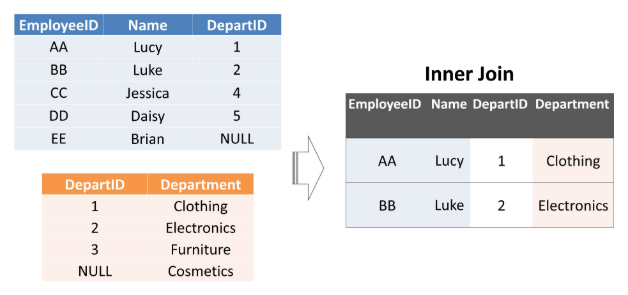 EmployeeID Name DepartID
AA Lucy 1
BB Luke 2
CC Jessica 4
DD Daisy 5
EE Brian NULL
DepartID Department
1 Clothing
2 Electronics
3 Furniture
NULL Cosmetics
Inner Join
EmployeeID Name DepartID Department
AA Lucy 1 Clothing
BB Luke 2 Electronics